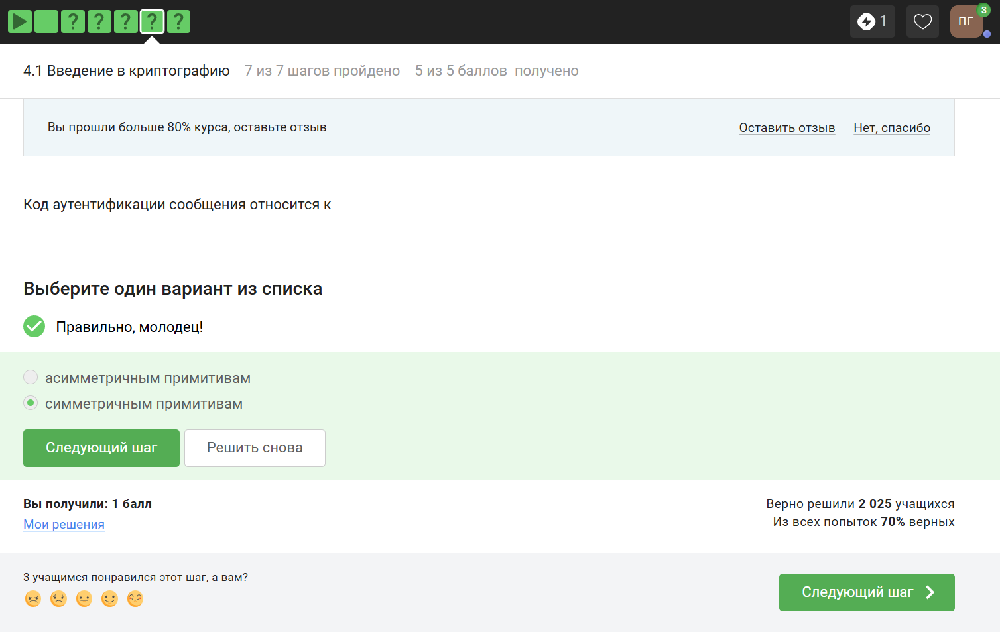 ? ? ? ? ?
1
ПЕ
3
4.1 Введение в криптографию 7 из 7 шагов пройдено 5 из 5 баллов получено
Вы прошли больше 80% курса, оставьте отзыв
Оставить отзыв Нет, спасибо
Код аутентификации сообщения относится к
Выберите один вариант из списка
Правильно, молодец!
асимметричным примитивам
симметричным примитивам
Следующий шаг Решить снова
Вы получили: 1 балл
Мои решения
Верно решили 2 025 учащихся
Из всех попыток 70% верных
3 учащимся понравился этот шаг, а вам?
Следующий шаг